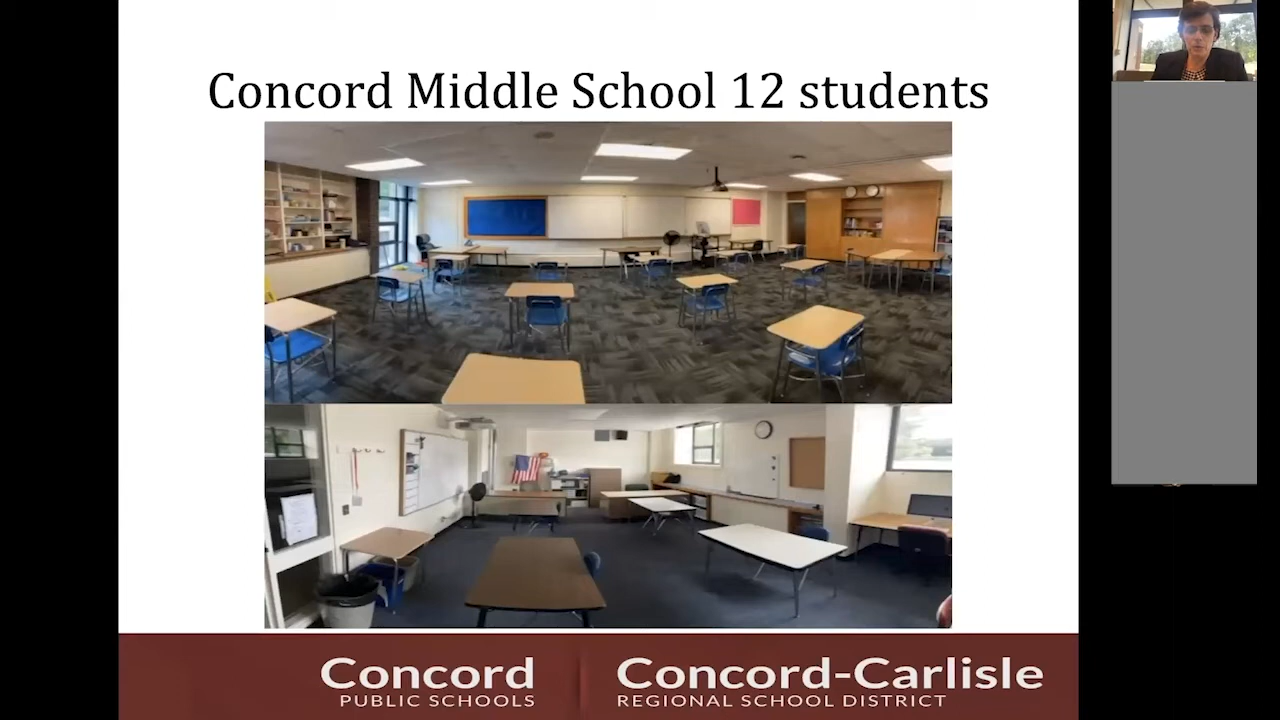 Concord Middle School 12 students
Concord
PUBLIC SCHOOLS
Concord-Carlisle
REGIONAL SCHOOL DISTRICT